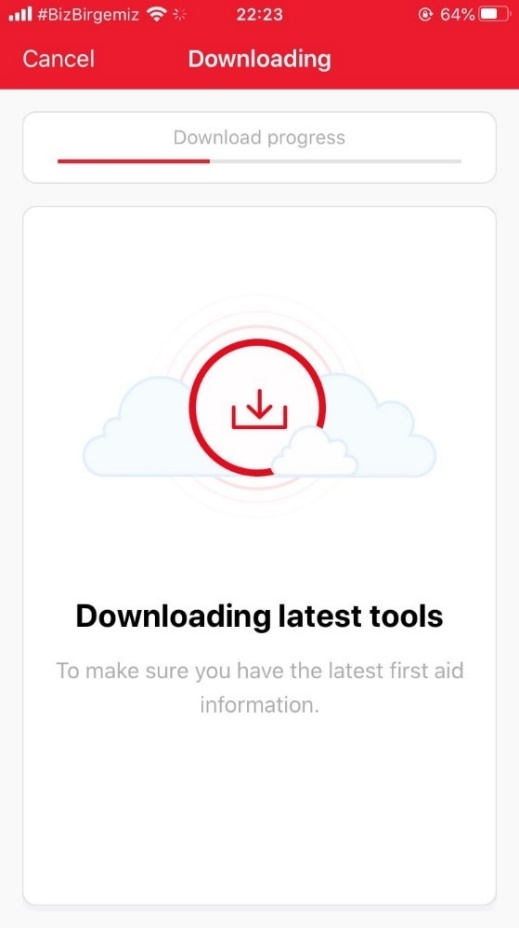 #BizBirgemiz 22:23 64%
Cancel Downloading
Download progress
Downloading latest tools
To make sure you have the latest first aid
information.